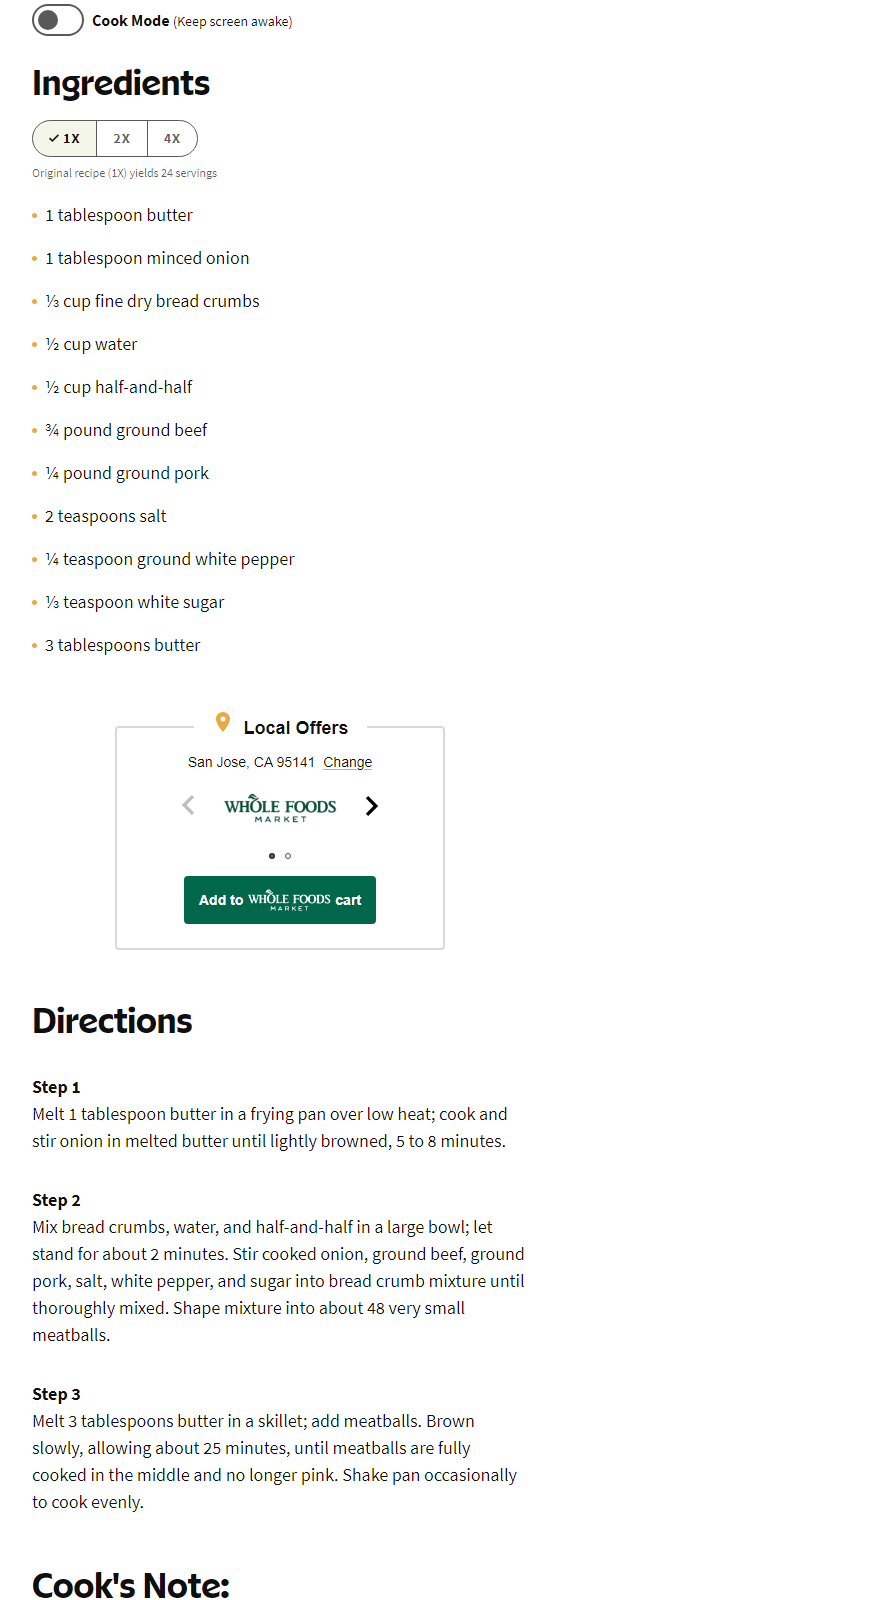 Cook Mode (Keep screen awake)
Ingredients
1X 2X 4X
Original recipe (1X) yields 24 servings
1 tablespoon butter
1 tablespoon minced onion
⅓ cup fine dry bread crumbs
½ cup water
½ cup half-and-half
¾ pound ground beef
¼ pound ground pork
2 teaspoons salt
¼ teaspoon ground white pepper
⅓ teaspoon white sugar
3 tablespoons butter
Local Offers
San Jose, CA 95141 Change
WHOLE FOODS
MARKET
Add to WHOLE FOODS MARKET cart
Directions
Step 1
Melt 1 tablespoon butter in a frying pan over low heat; cook and
stir onion in melted butter until lightly browned, 5 to 8 minutes.
Step 2
Mix bread crumbs, water, and half-and-half in a large bowl; let
stand for about 2 minutes. Stir cooked onion, ground beef, ground
pork, salt, white pepper, and sugar into bread crumb mixture until
thoroughly mixed. Shape mixture into about 48 very small
meatballs.
Step 3
Melt 3 tablespoons butter in a skillet; add meatballs. Brown
slowly, allowing about 25 minutes, until meatballs are fully
cooked in the middle and no longer pink. Shake pan occasionally
to cook evenly.
Cook's Note: